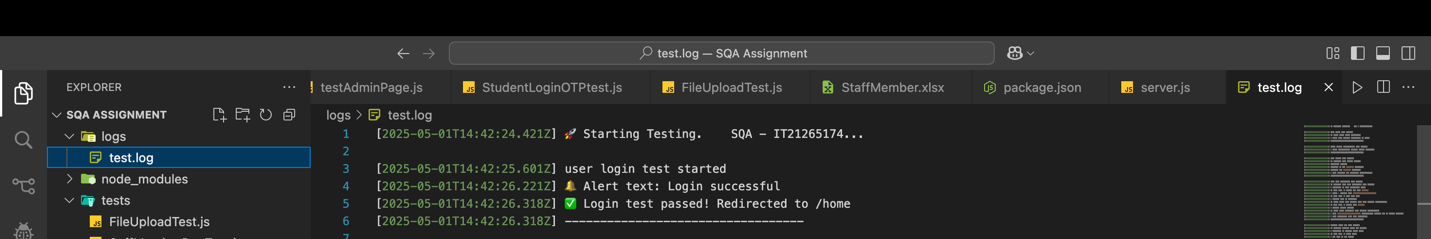 test.log — SQA Assignment
EXPLORER
testAdminPage.js
StudentLoginOTPtest.js
FileUploadTest.js
StaffMember.xlsx
package.json
server.js
test.log
SQA ASSIGNMENT
logs
test.log
node_modules
tests
FileUploadTest.js
logs > test.log
1 [2025-05-01T14:42:24.421Z] 🚀 Starting Testing.    SQA - IT21265174...
2
3 [2025-05-01T14:42:25.601Z] user login test started
4 [2025-05-01T14:42:26.221Z] 🔔 Alert text: Login successful
5 [2025-05-01T14:42:26.318Z] ✅ Login test passed! Redirected to /home
6 [2025-05-01T14:42:26.318Z] ----------------------------------
7